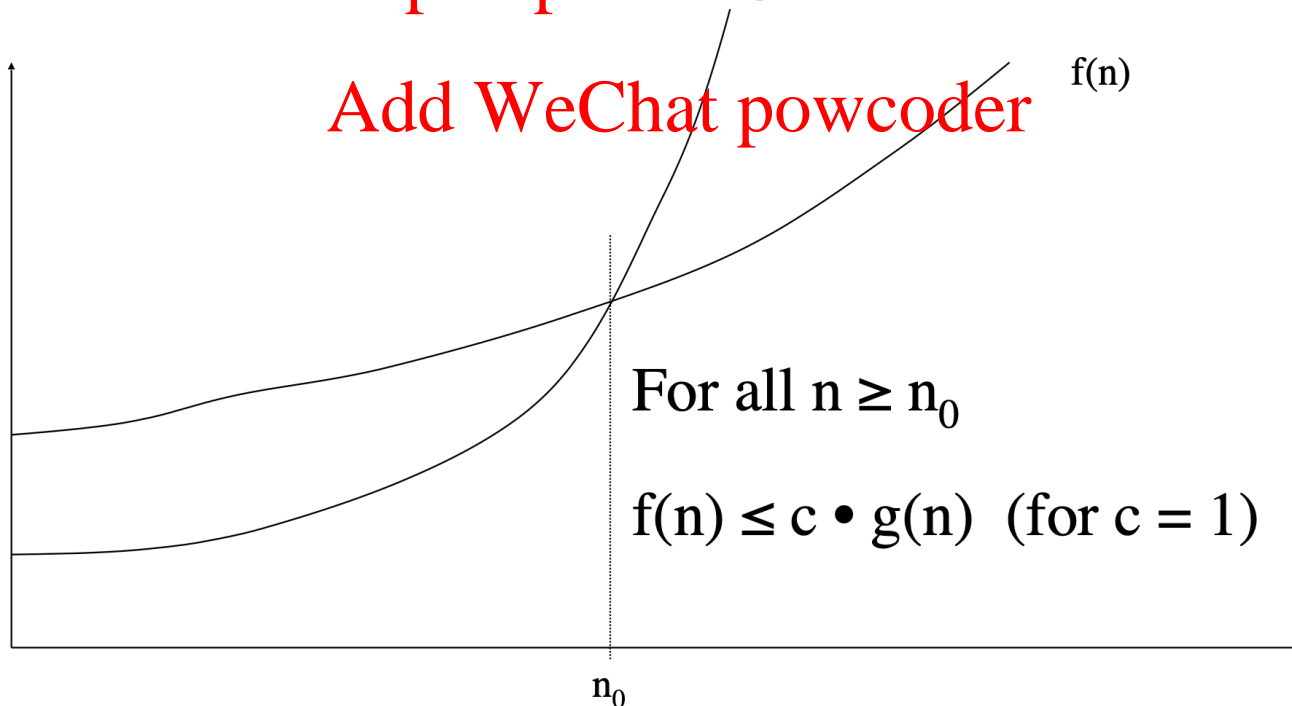 Add WeChat powcoder
f(n)
For all n ≥ n₀
f(n) ≤ c • g(n) (for c = 1)
n₀